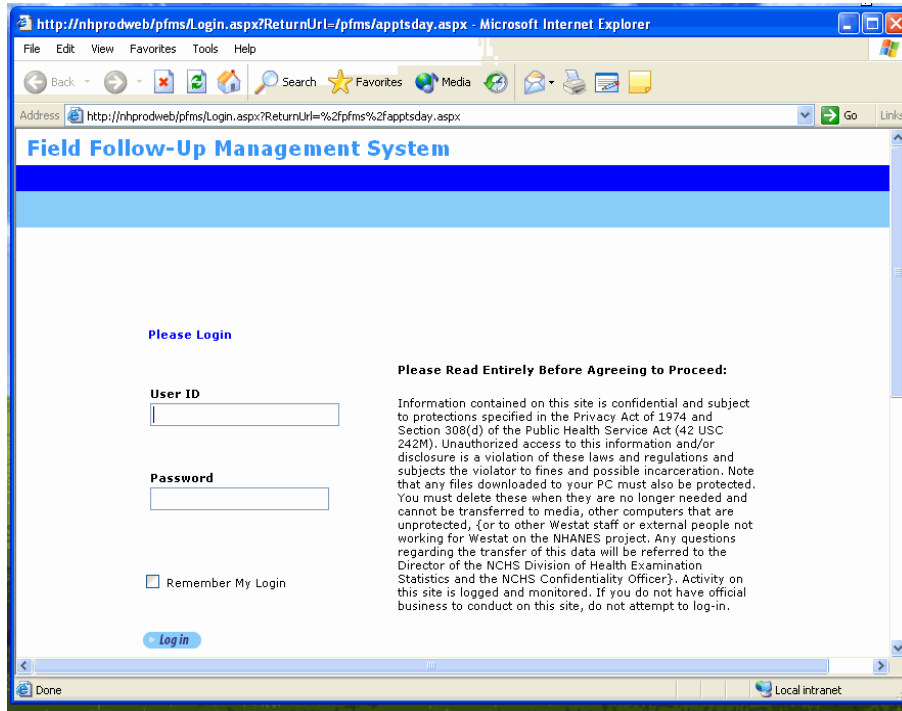 http://nhprodweb/pfms/Login.aspx?ReturnUrl=/pfms/apptsday.aspx - Microsoft Internet Explorer
File Edit View Favorites Tools Help
Back Search Favorites Media
Address http://nhprodweb/pfms/Login.aspx?ReturnUrl=%2fpfms%2fapptsday.aspx Go Links
Field Follow-Up Management System
Please Login
User ID
Password
Remember My Login
Log in
Please Read Entirely Before Agreeing to Proceed:
Information contained on this site is confidential and subject
to protections specified in the Privacy Act of 1974 and
Section 308(d) of the Public Health Service Act (42 USC
242M). Unauthorized access to this information and/or
disclosure is a violation of these laws and regulations and
subjects the violator to fines and possible incarceration. Note
that any files downloaded to your PC must also be protected.
You must delete these when they are no longer needed and
cannot be transferred to media, other computers that are
unprotected, {or to other Westat staff or external people not
working for Westat on the NHANES project. Any questions
regarding the transfer of this data will be referred to the
Director of the NCHS Division of Health Examination
Statistics and the NCHS Confidentiality Officer}. Activity on
this site is logged and monitored. If you do not have official
business to conduct on this site, do not attempt to log-in.
Done Local intranet